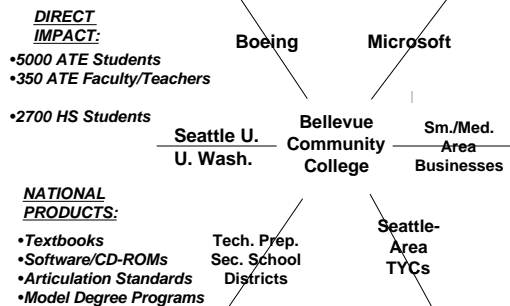 DIRECT
IMPACT:
•5000 ATE Students
•350 ATE Faculty/Teachers
•2700 HS Students
Boeing
Microsoft
Seattle U.
U. Wash.
Bellevue
Community
College
Sm./Med.
Area
Businesses
NATIONAL
PRODUCTS:
•Textbooks
•Software/CD-ROMs
•Articulation Standards
•Model Degree Programs
Tech. Prep.
Sec. School
Districts
Seattle-
Area
TYCs